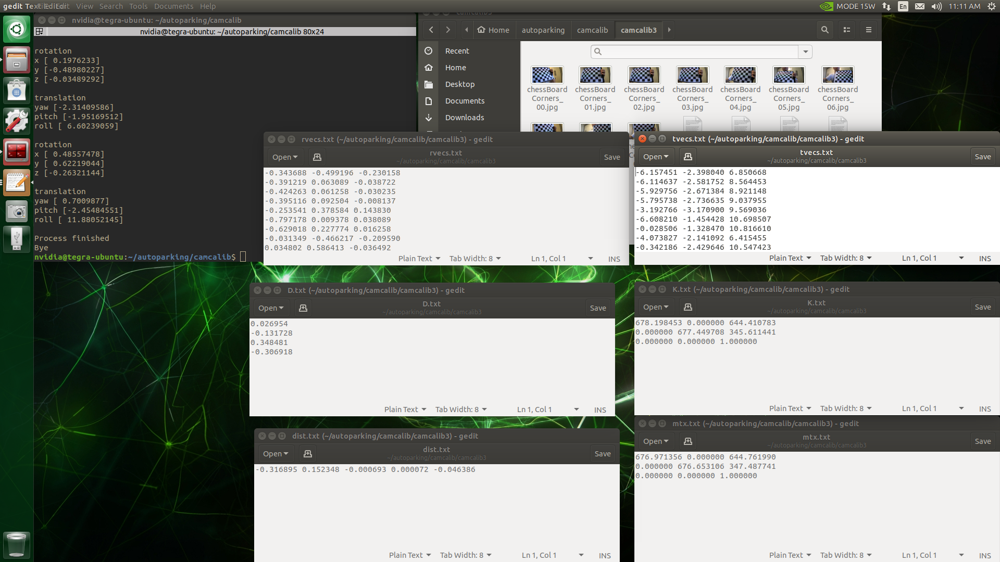 gedit Text Editor
File Edit View Search Tools Documents Help
MODE 15W En 11:11 AM
nvidia@tegra-ubuntu: ~/autoparking/camcalib
nvidia@tegra-ubuntu: ~/autoparking/camcalib 80x24
rotation
x [ 0.1976233]
y [-0.48980227]
z [-0.03489292]
translation
yaw [-2.31409586]
pitch [-1.95169512]
roll [ 6.60239059]
rotation
x [ 0.48557478]
y [ 0.62219044]
z [-0.26321144]
translation
yaw [ 0.7009877]
pitch [-2.45484551]
roll [ 11.88052145]
Process finished
Bye
nvidia@tegra-ubuntu:~/autoparking/camcalib$
camcalib3
Home autoparking camcalib camcalib3
Recent
Home
Desktop
Documents
Downloads
chessBoard
Corners_
00.jpg
chessBoard
Corners_
01.jpg
chessBoard
Corners_
02.jpg
chessBoard
Corners_
03.jpg
chessBoard
Corners_
04.jpg
chessBoard
Corners_
05.jpg
chessBoard
Corners_
06.jpg
rvecs.txt (~/autoparking/camcalib/camcalib3) - gedit
Open
rvecs.txt
~/autoparking/camcalib/camcalib3
Save
-0.343688 -0.499196 -0.230158
-0.391219 0.063089 -0.038722
-0.424263 0.061258 -0.030235
-0.395116 0.092504 -0.008137
-0.253541 0.378584 0.143830
-0.797178 0.009378 0.038089
-0.629018 0.227774 0.016258
-0.031349 -0.466217 -0.209590
0.034802 0.586413 -0.036492
Plain Text Tab Width: 8 Ln 1, Col 1 INS
tvecs.txt (~/autoparking/camcalib/camcalib3) - gedit
Open
tvecs.txt
~/autoparking/camcalib/camcalib3
Save
-6.157451 -2.398040 6.850668
-6.114637 -2.581752 8.564453
-5.929756 -2.671384 8.921148
-5.795738 -2.736635 9.037955
-3.192766 -3.170900 9.569036
-6.608210 -1.454428 10.698507
-0.028506 -1.328470 10.816610
-4.073827 -2.141092 6.415455
-0.342186 -2.429646 10.547423
Plain Text Tab Width: 8 Ln 1, Col 1 INS
D.txt (~/autoparking/camcalib/camcalib3) - gedit
Open
D.txt
~/autoparking/camcalib/camcalib3
Save
0.026954
-0.131728
0.348481
-0.306918
Plain Text Tab Width: 8 Ln 1, Col 1 INS
K.txt (~/autoparking/camcalib/camcalib3) - gedit
Open
K.txt
~/autoparking/camcalib/camcalib3
Save
678.198453 0.000000 644.410783
0.000000 677.449708 345.611441
0.000000 0.000000 1.000000
Plain Text Tab Width: 8 Ln 1, Col 1 INS
dist.txt (~/autoparking/camcalib/camcalib3) - gedit
Open
dist.txt
~/autoparking/camcalib/camcalib3
Save
-0.316895 0.152348 -0.000693 0.000072 -0.046386
Plain Text Tab Width: 8 Ln 1, Col 1 INS
mtx.txt (~/autoparking/camcalib/camcalib3) - gedit
Open
mtx.txt
~/autoparking/camcalib/camcalib3
Save
676.971356 0.000000 644.761990
0.000000 676.653106 347.487741
0.000000 0.000000 1.000000
Plain Text Tab Width: 8 Ln 1, Col 1 INS